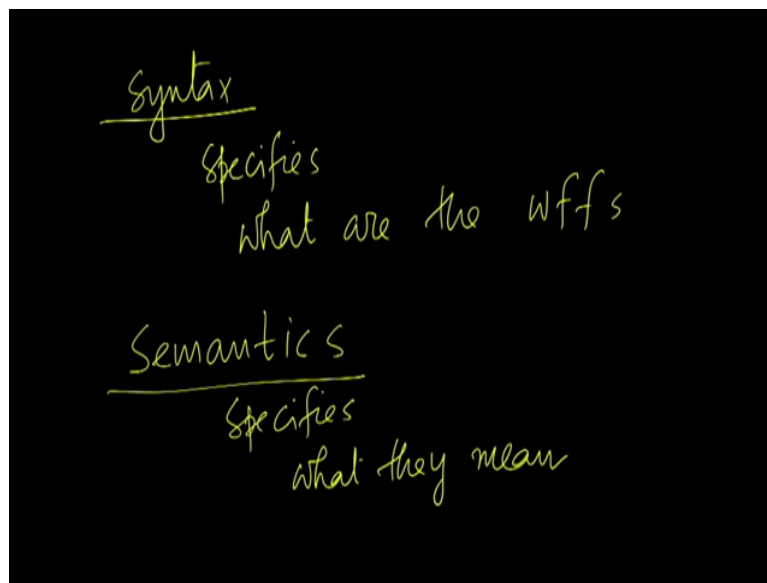 Syntax
specifies
what are the wffs
Semantics
specifies
what they mean